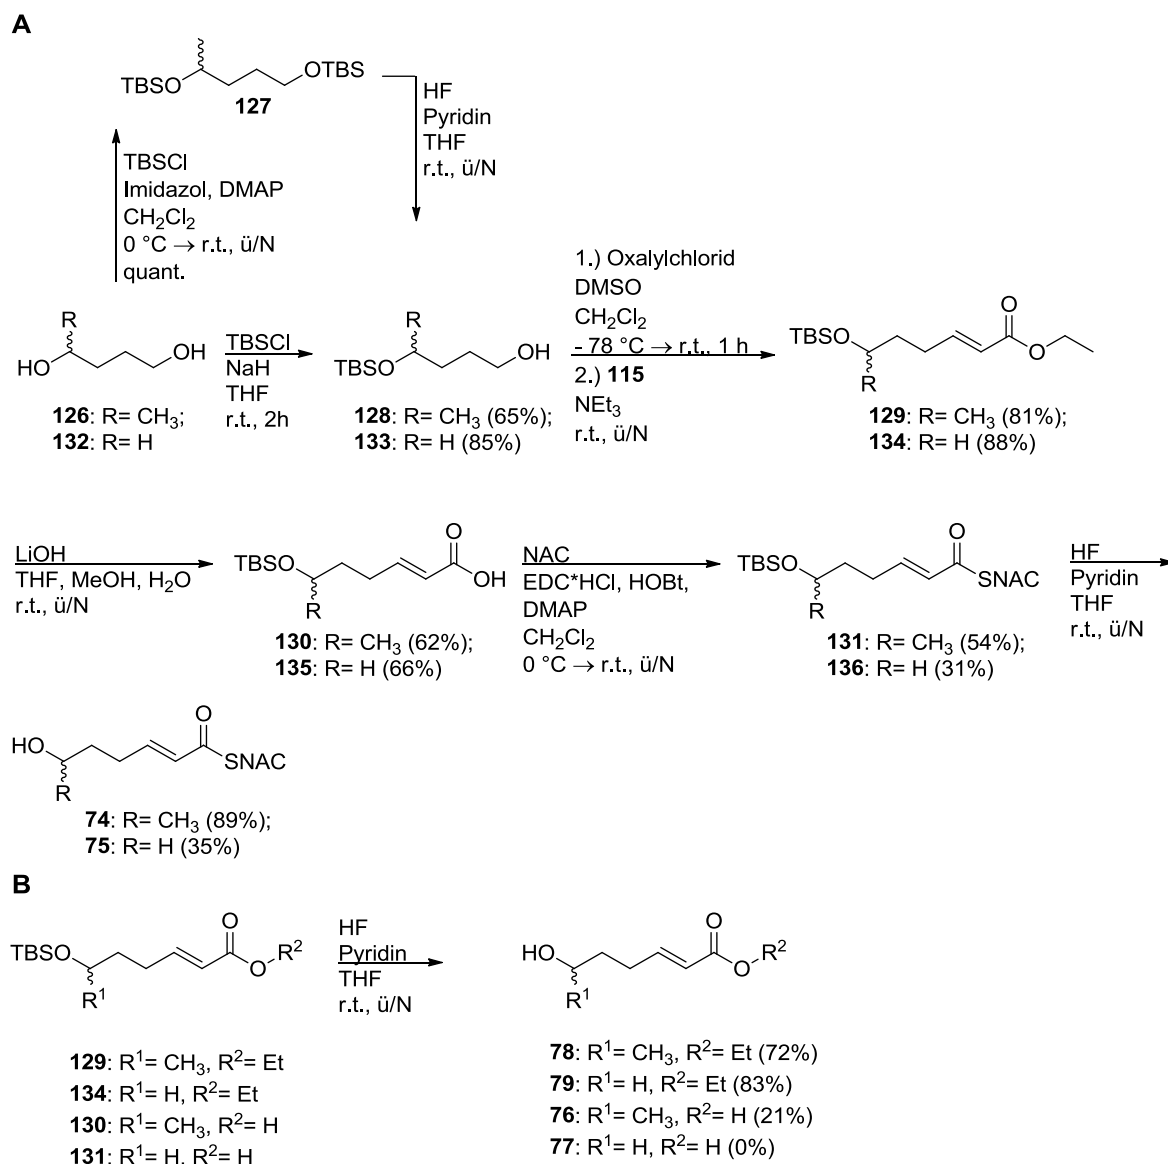 A
TBSO
OTBS
127
HF
Pyridin
THF
r.t., ü/N
TBSCl
Imidazol, DMAP
CH₂Cl₂
0 °C → r.t., ü/N
quant.
R
HO
OH
126: R= CH₃;
132: R= H
TBSCl
NaH
THF
r.t., 2h
R
TBSO
OH
128: R= CH₃ (65%);
133: R= H (85%)
1.) Oxalylchlorid
DMSO
CH₂Cl₂
- 78 °C → r.t., 1 h
2.) 115
NEt₃
r.t., ü/N
TBSO
R
O
O
129: R= CH₃ (81%);
134: R= H (88%)
LiOH
THF, MeOH, H₂O
r.t., ü/N
TBSO
R
O
OH
130: R= CH₃ (62%);
135: R= H (66%)
NAC
EDC*HCl, HOBt,
DMAP
CH₂Cl₂
0 °C → r.t., ü/N
TBSO
R
O
SNAC
131: R= CH₃ (54%);
136: R= H (31%)
HF
Pyridin
THF
r.t., ü/N
HO
R
O
SNAC
74: R= CH₃ (89%);
75: R= H (35%)
B
TBSO
R¹
O
O
R²
129: R¹= CH₃, R²= Et
134: R¹= H, R²= Et
130: R¹= CH₃, R²= H
131: R¹= H, R²= H
HF
Pyridin
THF
r.t., ü/N
HO
R¹
O
O
R²
78: R¹= CH₃, R²= Et (72%)
79: R¹= H, R²= Et (83%)
76: R¹= CH₃, R²= H (21%)
77: R¹= H, R²= H (0%)